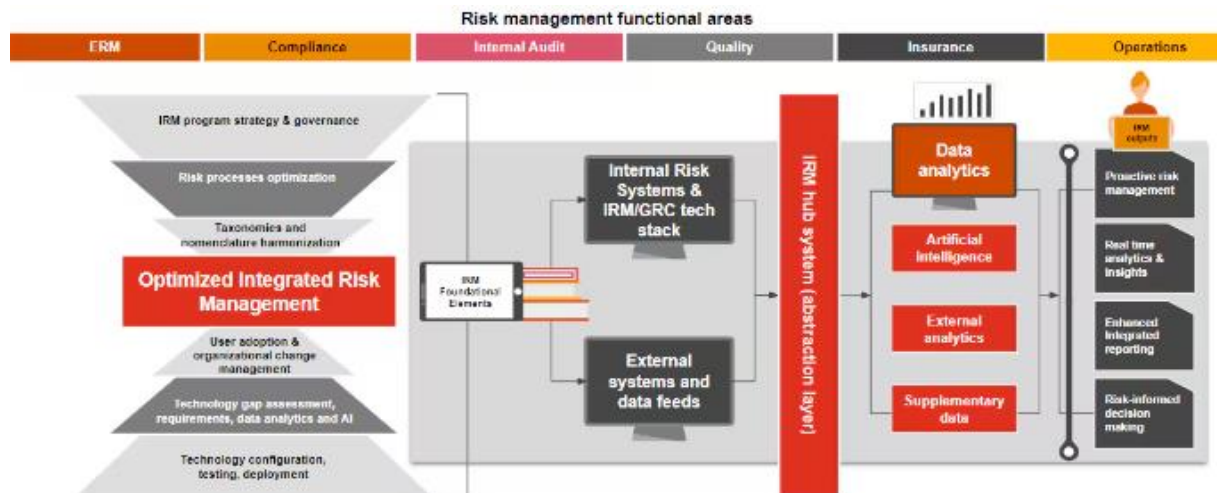 Risk management functional areas
ERM
Compliance
Internal Audit
Quality
Insurance
Operations
IRM program strategy & governance
Risk processes optimization
Taxonomies and
nomenclature harmonization
Optimized Integrated Risk
Management
User adoption &
organizational change
management
Technology gap assessment,
requirements, data analytics and AI
Technology configuration,
testing, deployment
IRM
Foundational
Elements
Internal Risk
Systems &
IRM/GRC tech
stack
External
systems and
data feeds
IRM hub system (abstraction layer)
Data
analytics
Artificial
Intelligence
External
analytics
Supplementary
data
IRM
outputs
Proactive risk
management
Real time
analytics &
insights
Enhanced
Integrated
reporting
Risk-informed
decision
making